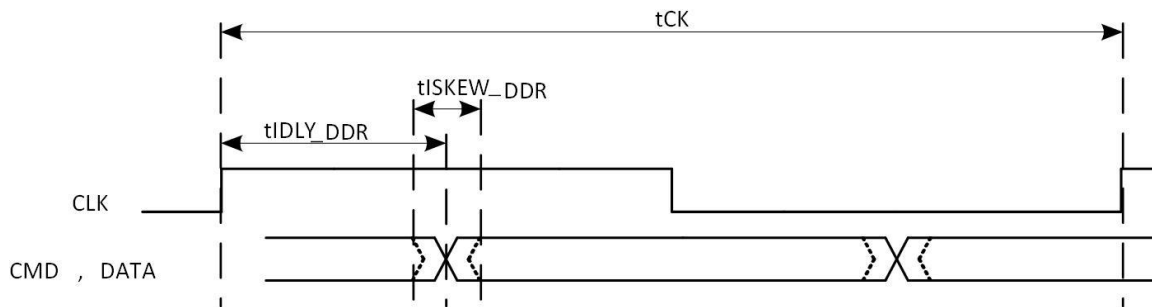 tCK
tISKEW_DDR
tIDLY_DDR
CLK
CMD , DATA